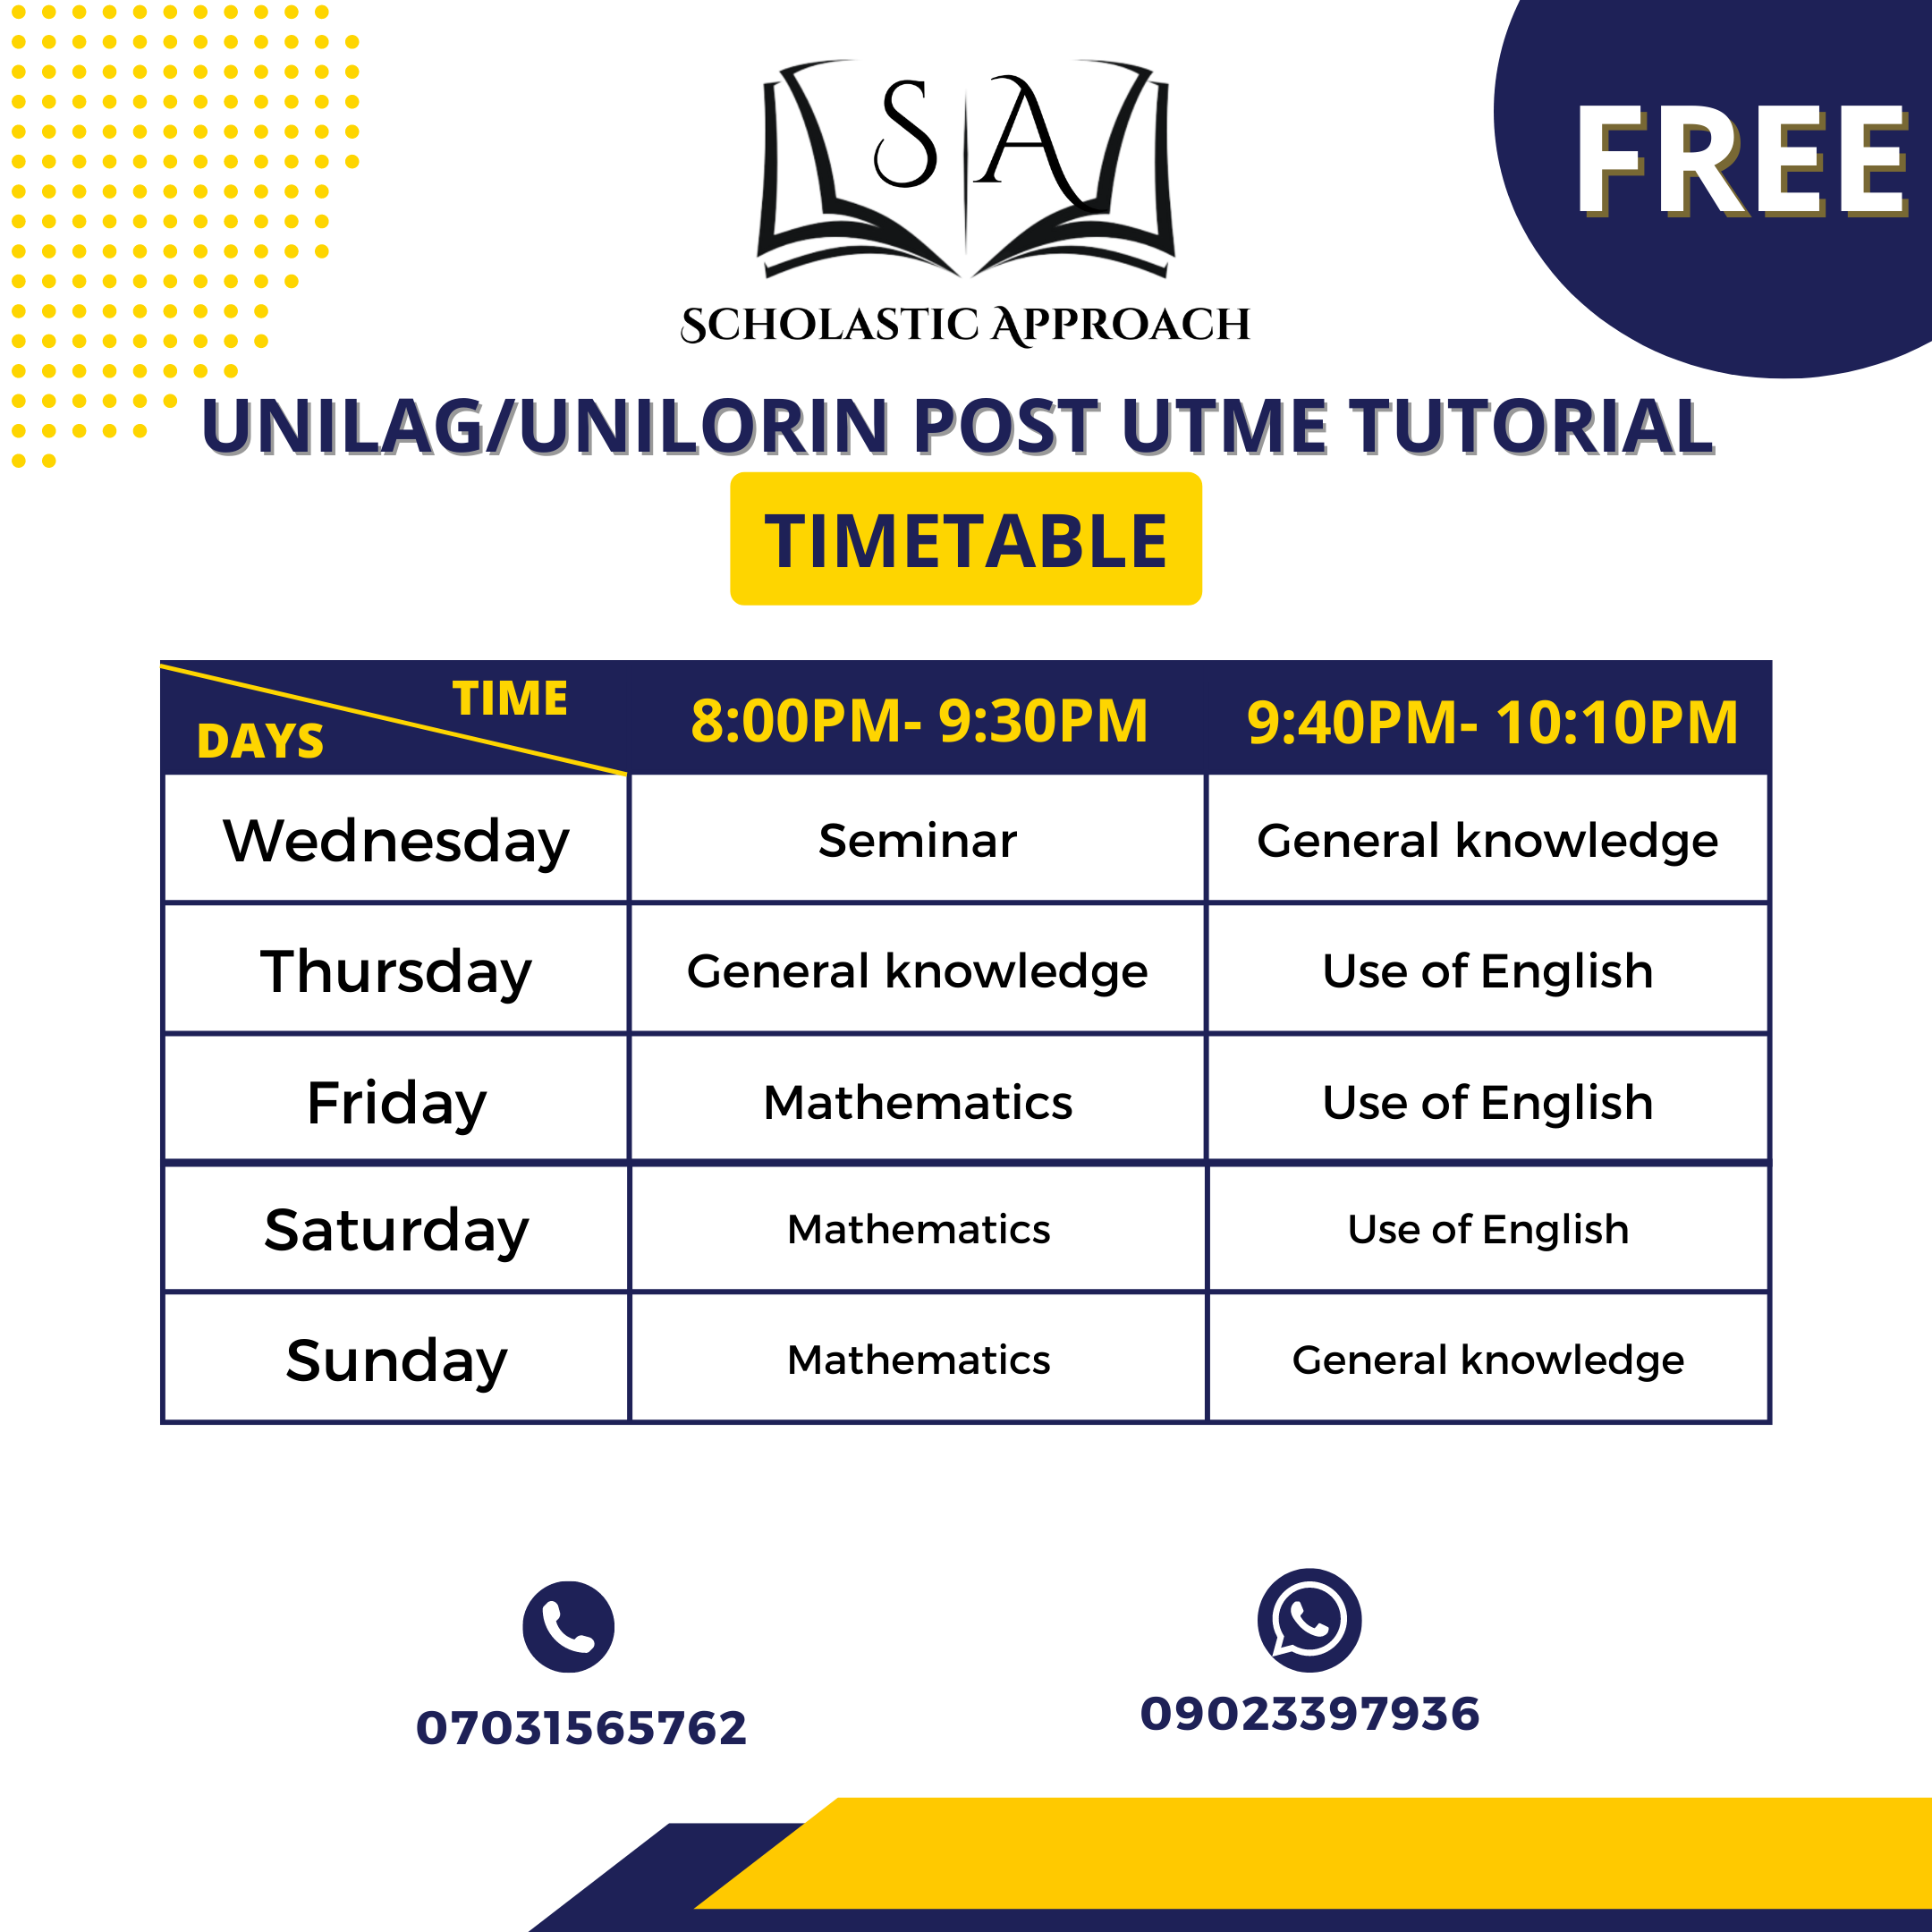 S A
FREE
Scholastic Approach
UNILAG/UNILORIN POST UTME TUTORIAL
TIMETABLE
TIME
DAYS
8:00PM- 9:30PM
9:40PM- 10:10PM
Wednesday
Seminar
General knowledge
Thursday
General knowledge
Use of English
Friday
Mathematics
Use of English
Saturday
Mathematics
Use of English
Sunday
Mathematics
General knowledge
07031565762
09023397936